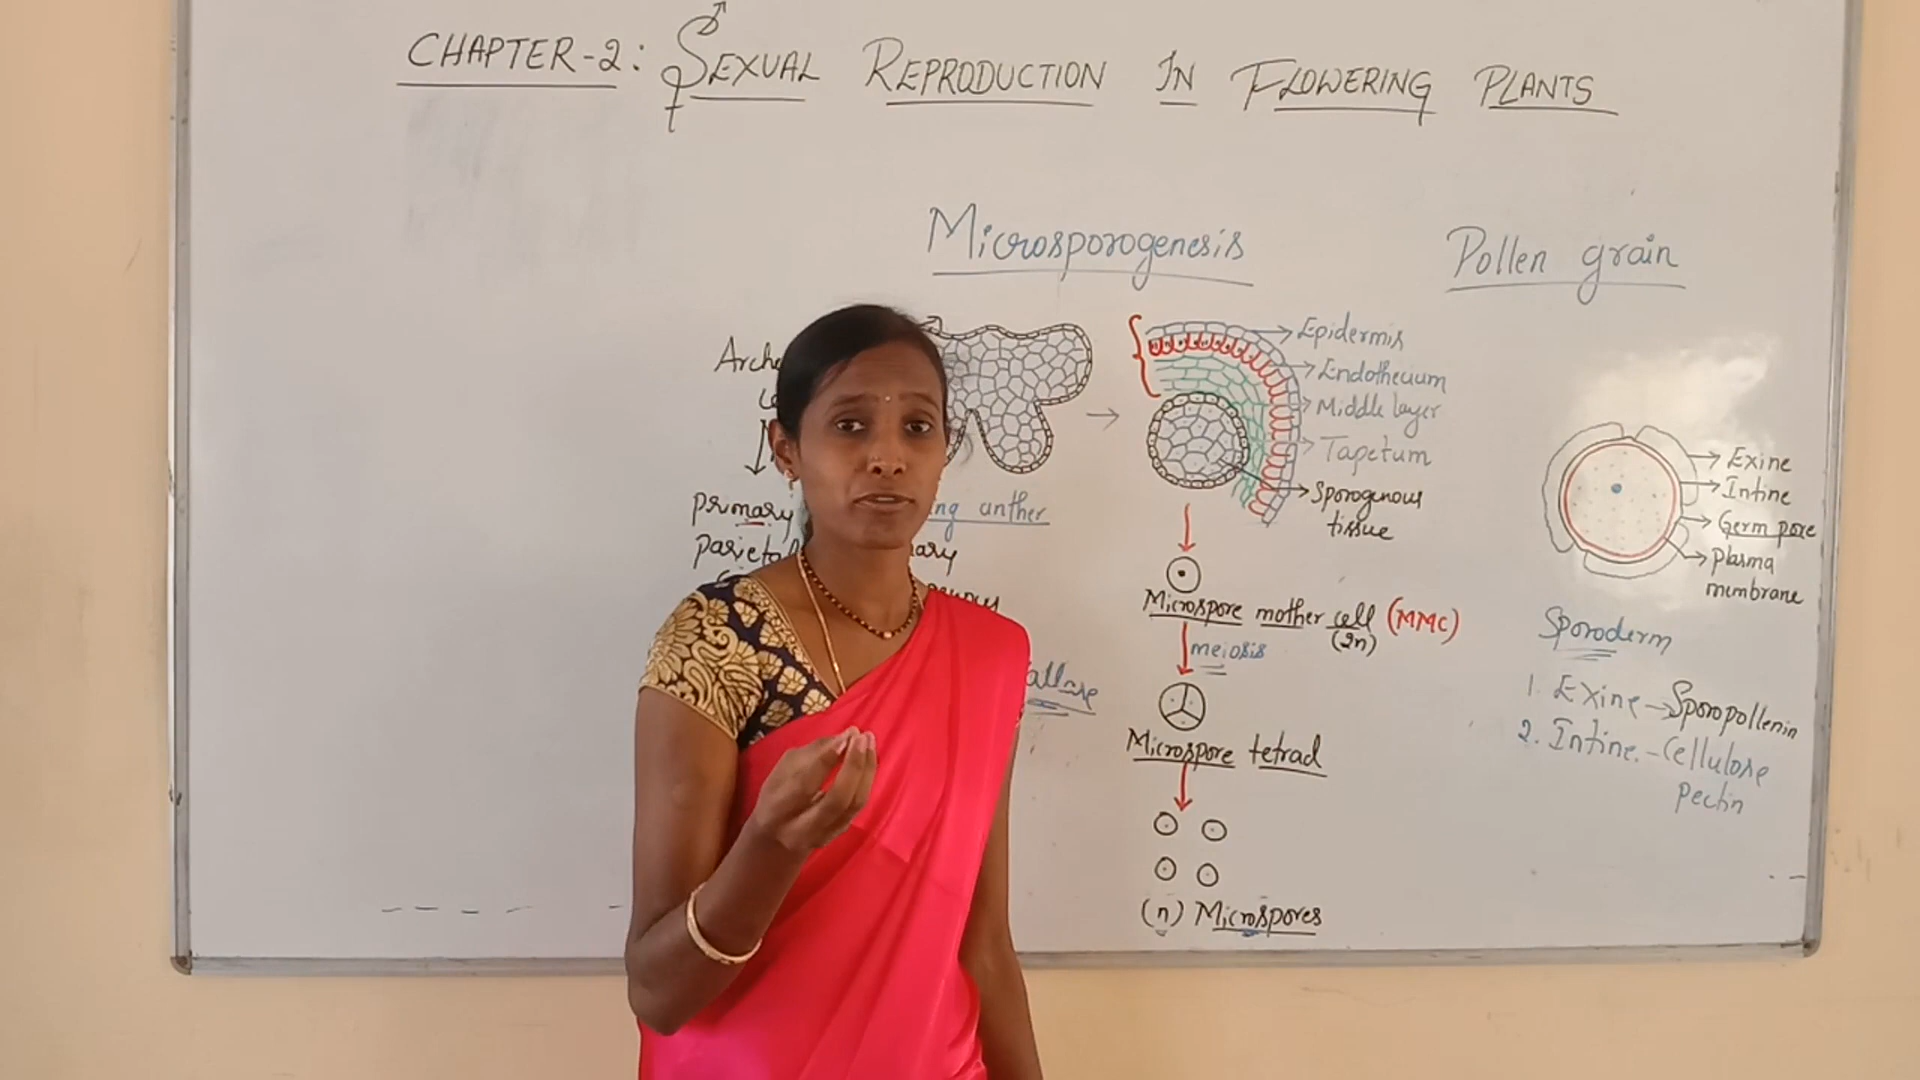 CHAPTER-2: SEXUAL REPRODUCTION IN FLOWERING PLANTS
Microsporogenesis
primary
anther
Epidermis
Endothecium
Middle layer
Tapetum
Sporogenous
tissue
Microspore mother cell (MMC)
(2n)
meiosis
Microspore tetrad
(n) Microspores
Pollen grain
Exine
Intine
Germ pore
plasma
membrane
Sporoderm
1. Exine → Sporopollenin
2. Intine. - Cellulose
pectin